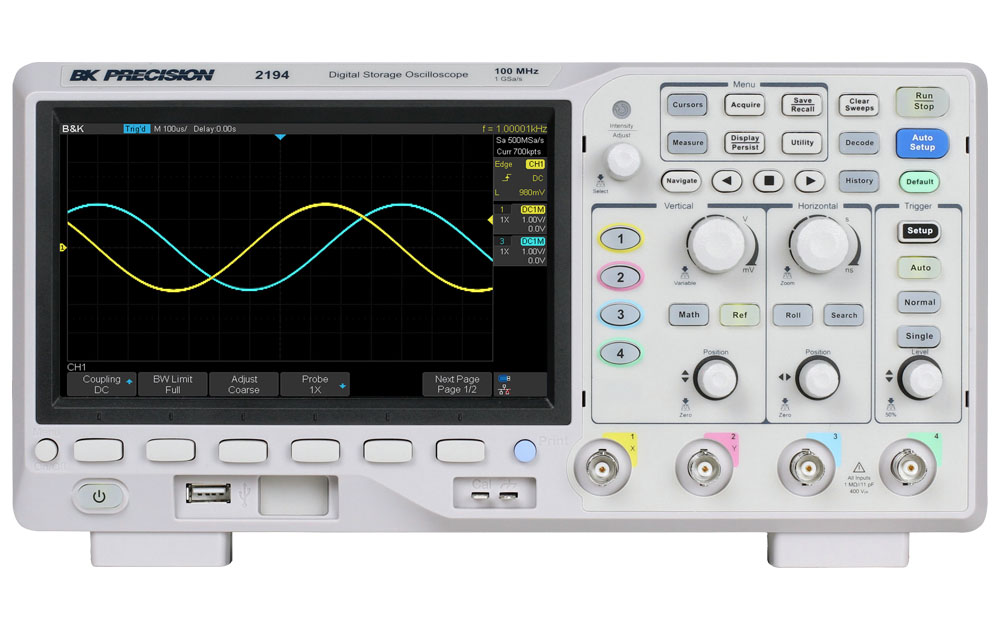 BK PRECISION 2194 Digital Storage Oscilloscope 100 MHz
1 GSa/s
B&K Trig'd M 100us/ Delay:0.00s f = 1.00001kHz
Sa 500MSa/s
Curr 700kpts
Edge CH1
DC
L 980mV
1 DC1M
1X 1.00V/
0.0V
3 DC1M
1X 1.00V/
0.0V
1
CH1
Coupling
DC
BW Limit
Full
Adjust
Coarse
Probe
1X
Next Page
Page 1/2
Print
Cal
Intensity
Adjust
Select
Menu
Cursors Acquire Save Recall Clear Sweeps Run Stop
Measure Display Persist Utility Decode Auto Setup
Navigate History Default
Vertical
V
mV
Variable
1
2
3
4
Math Ref
Position
Zero
Horizontal
s
ns
Zoom
Roll Search
Position
Zero
Trigger
Setup
Auto
Normal
Single
Level
50%
1
X
2
Y
3
4
All Inputs
1 MΩ/11 pF